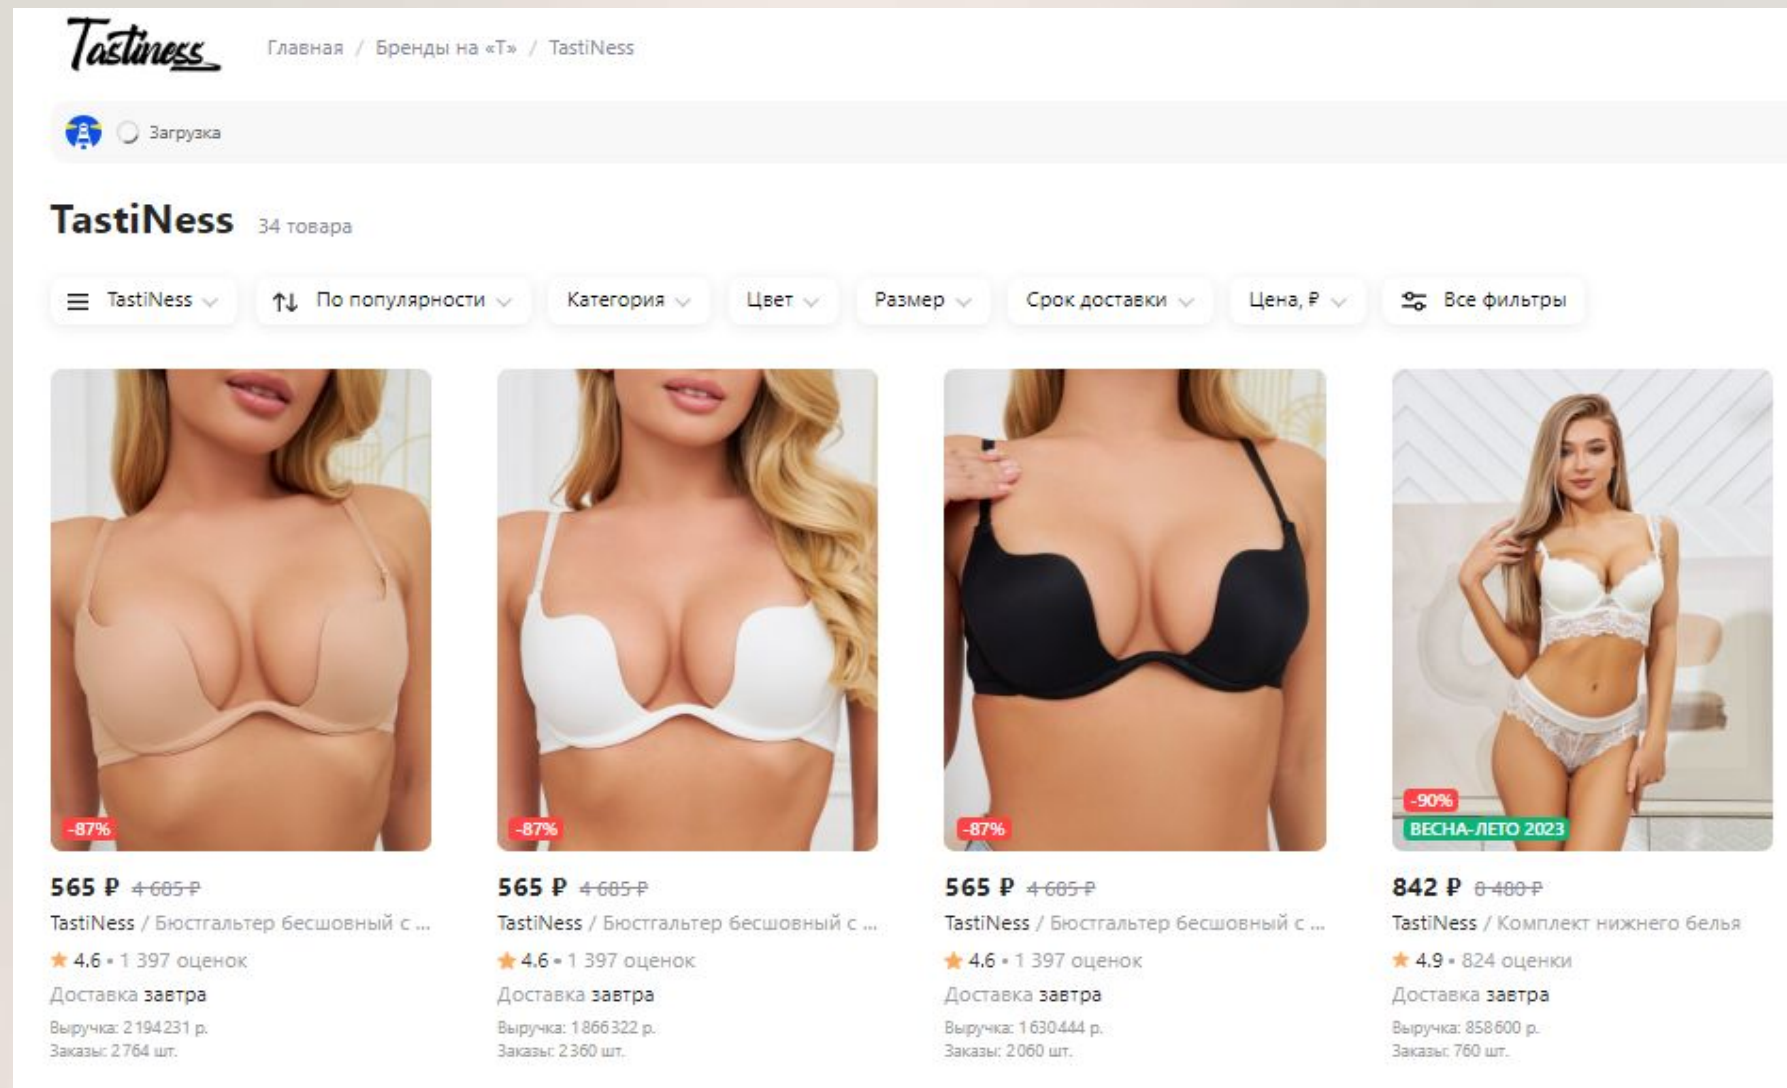 Tastiness
Главная / Бренды на «Т» / TastiNess
Загрузка
TastiNess 34 товара
TastiNess По популярности Категория Цвет Размер Срок доставки Цена, ₽ Все фильтры
-87% -87% -87% -90%
ВЕСНА-ЛЕТО 2023
565 ₽ 4 685 ₽ 565 ₽ 4 685 ₽ 565 ₽ 4 685 ₽ 842 ₽ 8 480 ₽
TastiNess / Бюстгальтер бесшовный с ... TastiNess / Бюстгальтер бесшовный с ... TastiNess / Бюстгальтер бесшовный с ... TastiNess / Комплект нижнего белья
4.6 • 1 397 оценок 4.6 • 1 397 оценок 4.6 • 1 397 оценок 4.9 • 824 оценки
Доставка завтра Доставка завтра Доставка завтра Доставка завтра
Выручка: 2 194 231 р. Выручка: 1 866 322 р. Выручка: 1 630 444 р. Выручка: 858 600 р.
Заказы: 2 764 шт. Заказы: 2 360 шт. Заказы: 2 060 шт. Заказы: 760 шт.